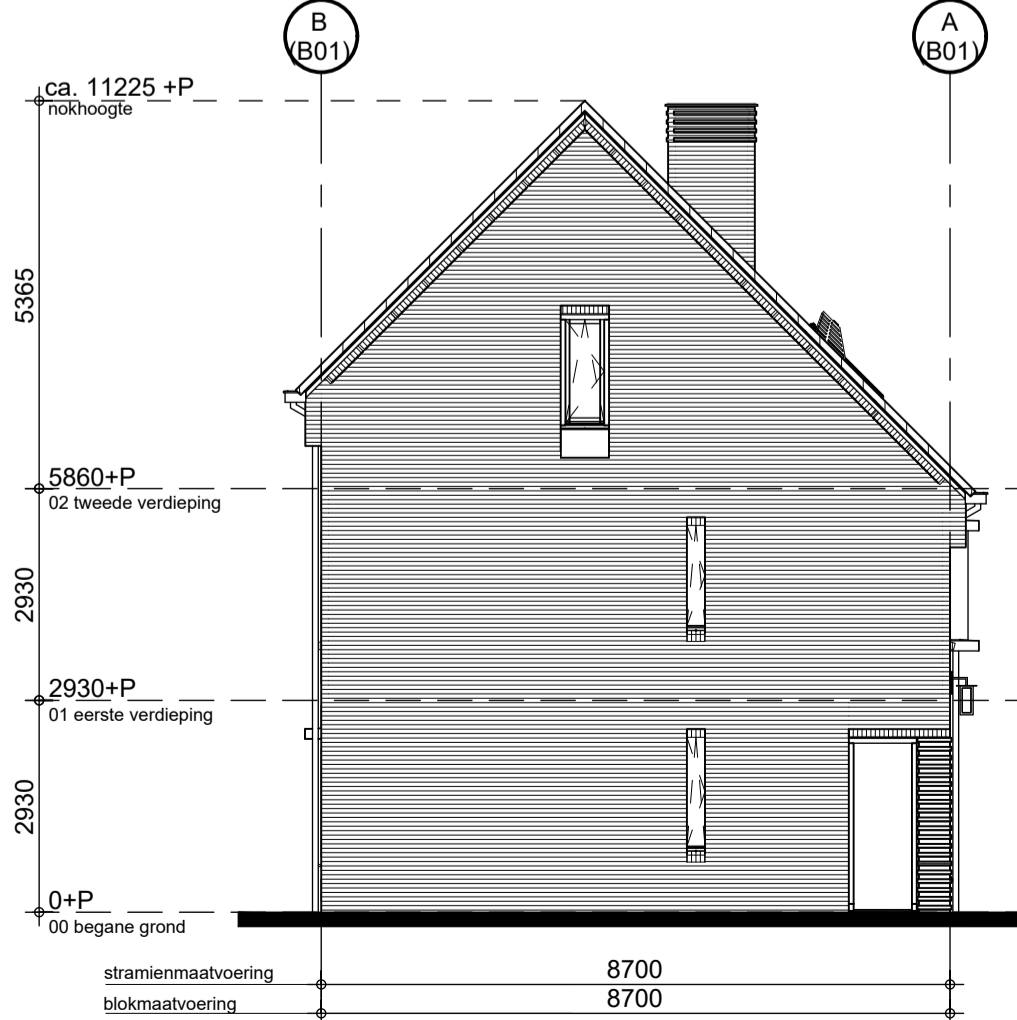 B
(B01)
A
(B01)
ca. 11225 +P
nokhoogte
5365
5860+P
02 tweede verdieping
2930
2930+P
01 eerste verdieping
2930
0+P
00 begane grond
stramienmaatvoering
8700
blokmaatvoering
8700